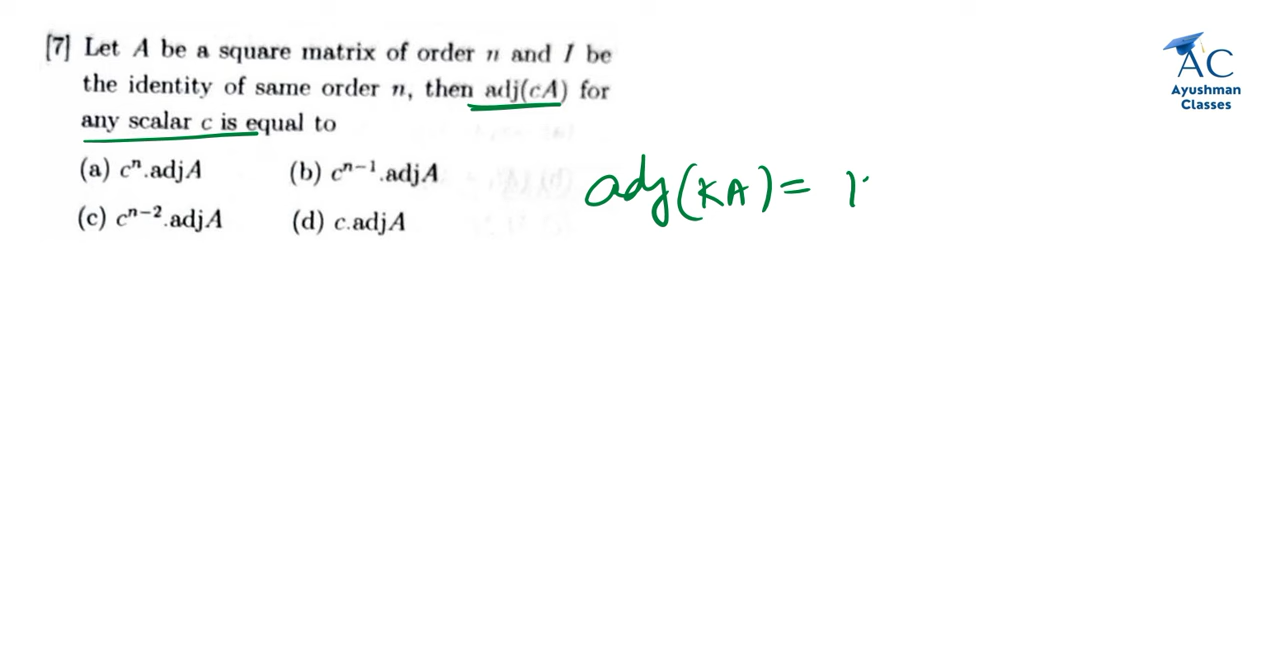 [7] Let A be a square matrix of order n and I be
the identity of same order n, then adj(cA) for
any scalar c is equal to
(a) cⁿ.adjA (b) cⁿ⁻¹.adjA
(c) cⁿ⁻².adjA (d) c.adjA
adj(KA) =
AC
Ayushman
Classes